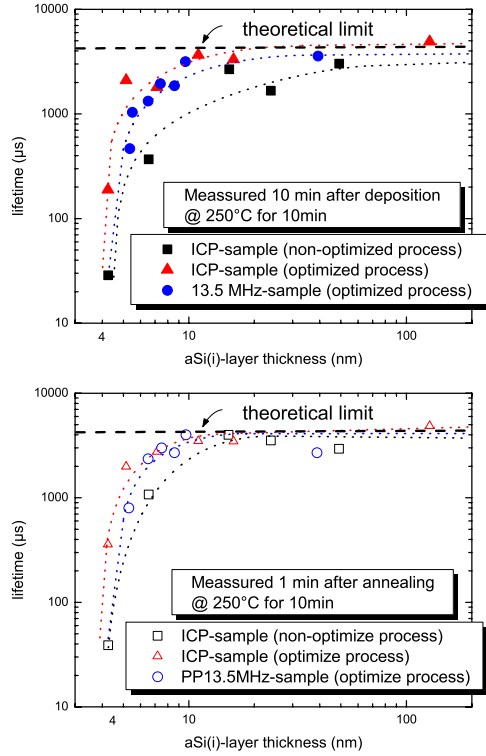 10000
theoretical limit
1000
lifetime (µs)
100
Meassured 10 min after deposition
@ 250°C for 10min
ICP-sample (non-optimized process)
ICP-sample (optimized process)
13.5 MHz-sample (optimized process)
10
4 10 100
aSi(i)-layer thickness (nm)
10000
theoretical limit
1000
lifetime (µs)
100
Meassured 1 min after annealing
@ 250°C for 10min
ICP-sample (non-optimize process)
ICP-sample (optimize process)
PP13.5MHz-sample (optimize process)
10
4 10 100
aSi(i)-layer thickness (nm)